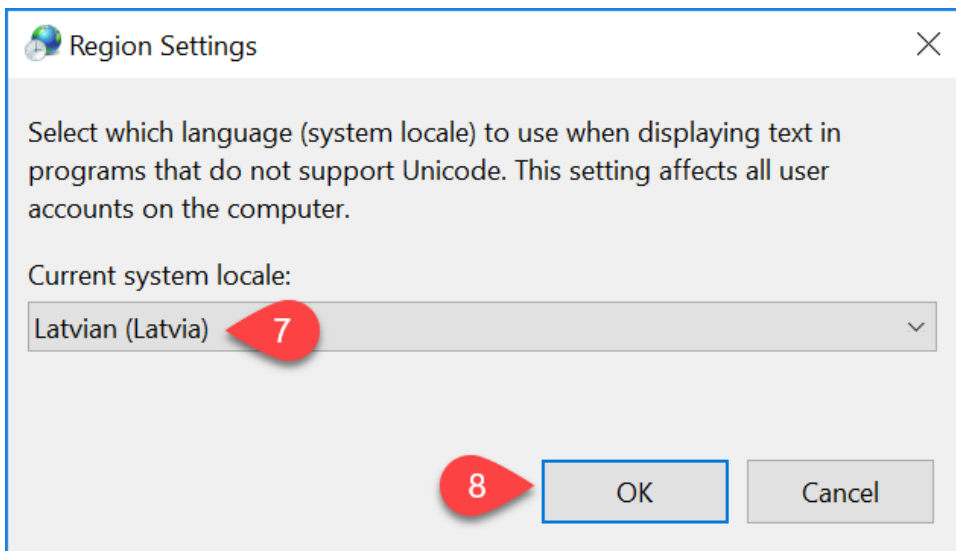 Region Settings
Select which language (system locale) to use when displaying text in
programs that do not support Unicode. This setting affects all user
accounts on the computer.
Current system locale:
Latvian (Latvia)
7
8
OK
Cancel